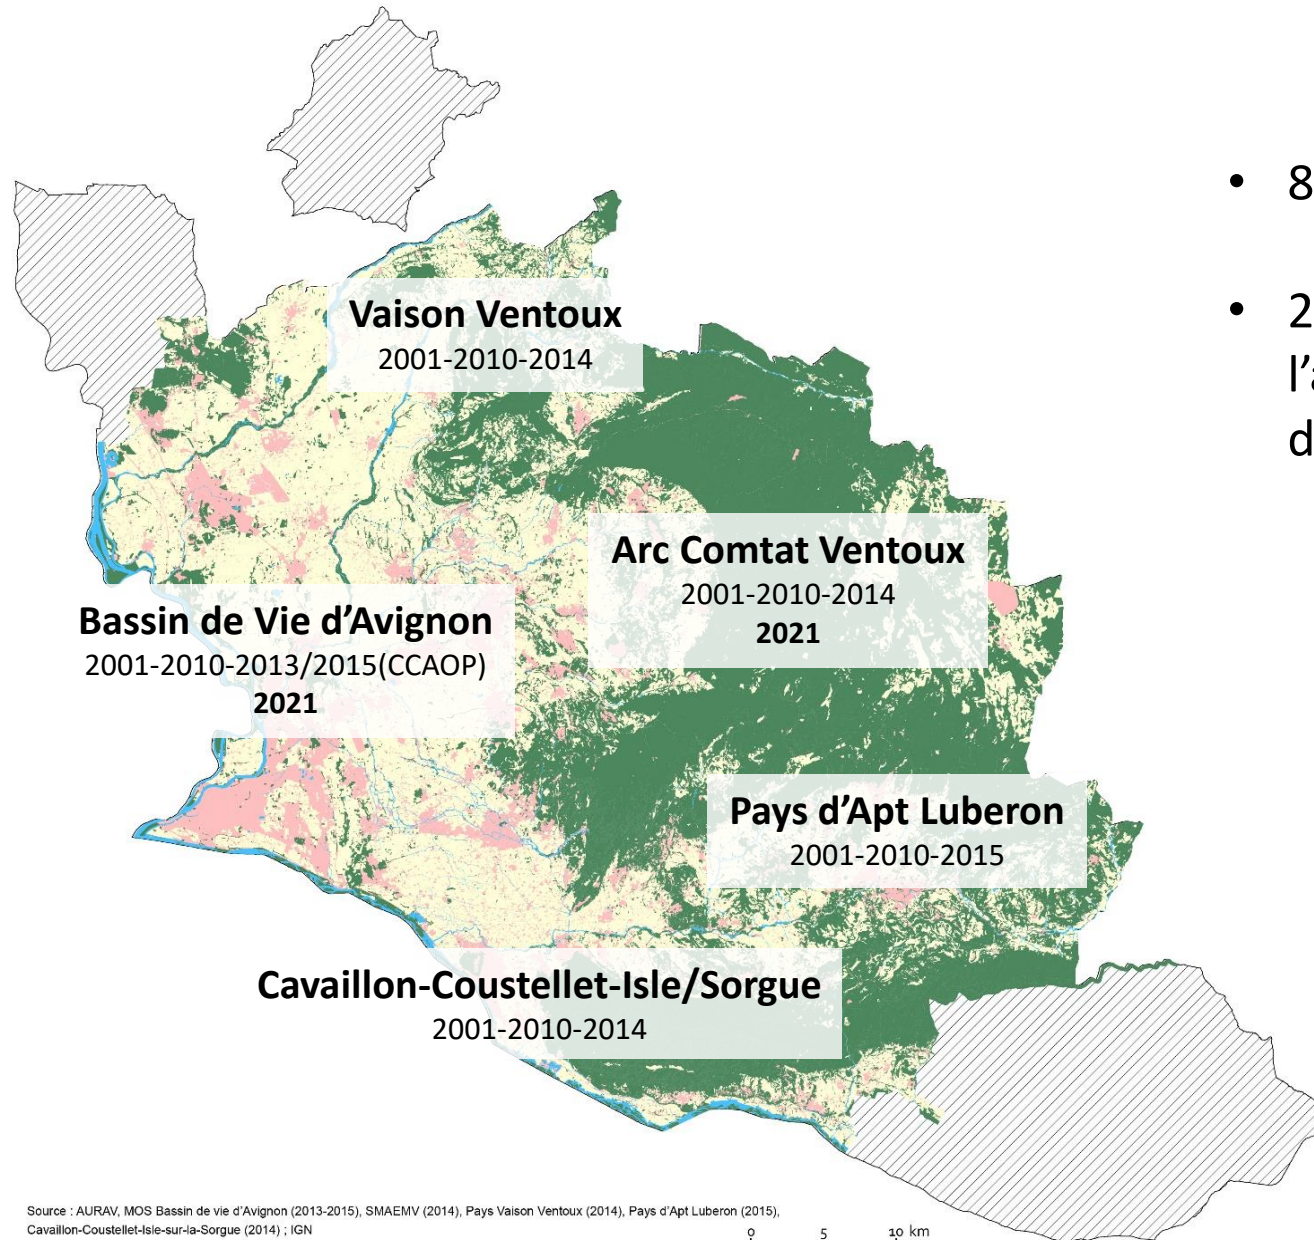 Vaison Ventoux
2001-2010-2014
Arc Comtat Ventoux
2001-2010-2014
2021
Bassin de Vie d’Avignon
2001-2010-2013/2015(CCAOP)
2021
Pays d’Apt Luberon
2001-2010-2015
Cavaillon-Coustellet-Isle/Sorgue
2001-2010-2014
• 8
• 2
l’a
d
Source : AURAV, MOS Bassin de vie d’Avignon (2013-2015), SMAEMV (2014), Pays Vaison Ventoux (2014), Pays d’Apt Luberon (2015),
Cavaillon-Coustellet-Isle-sur-la-Sorgue (2014) ; IGN
0 5 10 km